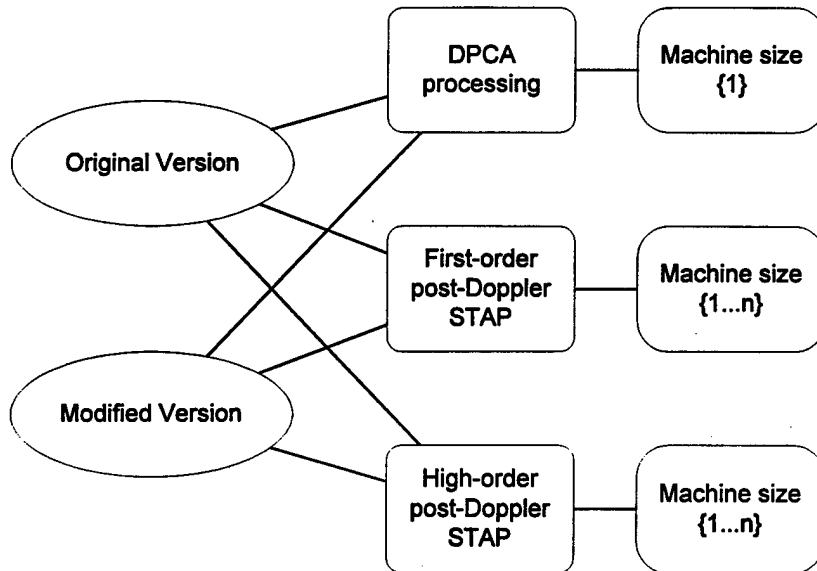 DPCA
processing
Machine size
{1}
Original Version
First-order
post-Doppler
STAP
Machine size
{1...n}
Modified Version
High-order
post-Doppler
STAP
Machine size
{1...n}